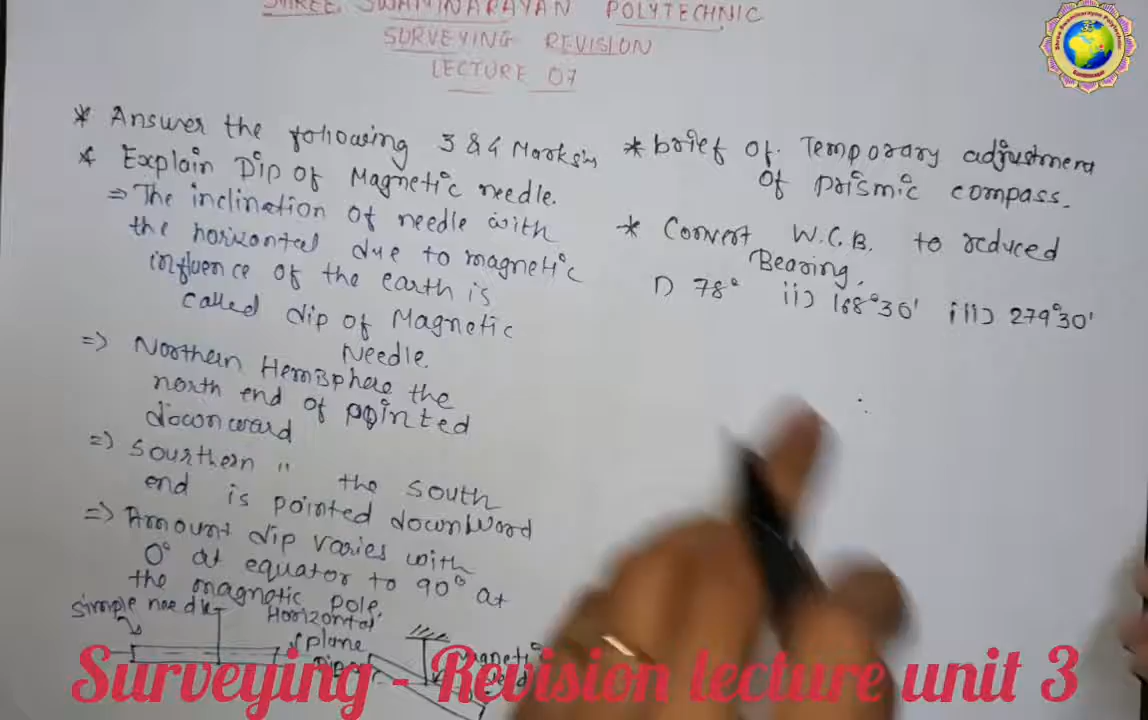 SHREE SWAMINARAYAN POLYTECHNIC
SURVEYING REVISION
LECTURE 07
* Answer the following 3 & 4 Marks
* Explain Dip of Magnetic needle.
⇒ The inclination of needle with
the horizontal due to magnetic
influence of the earth is
called dip of Magnetic
Needle.
⇒ Northern Hemisphere the
north end of pointed
downward
⇒ Sourthern " the south
end is pointed downword
⇒ Amount dip varies with
0° at equator to 90° at
the magnetic pole.
simple needle
Horizontal
plane
* brief of Temporary adjustment
of prismic compass.
* Convert W.C.B. to reduced
Bearing.
i) 78° ii) 168°30' iii) 279°30'
Surveying - Revision lecture unit 3